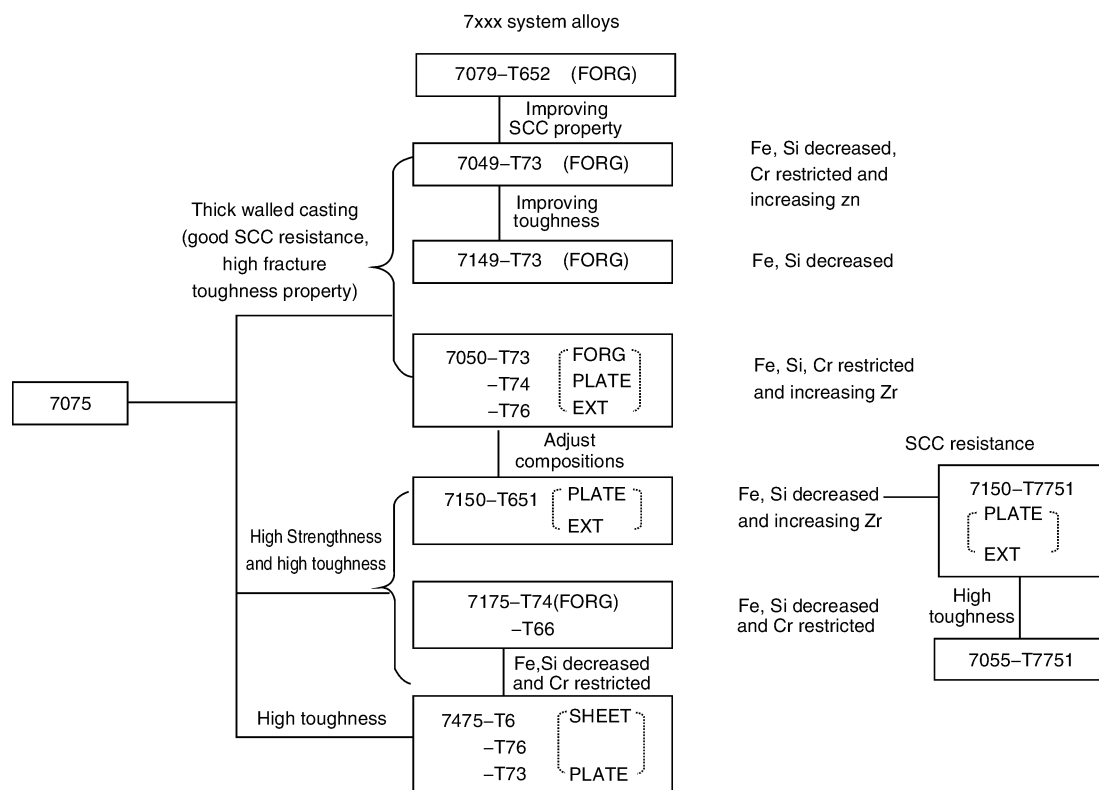 7xxx system alloys
7079–T652 (FORG)
Improving
SCC property
7049–T73 (FORG)
Fe, Si decreased,
Cr restricted and
increasing zn
Improving
toughness
Thick walled casting
(good SCC resistance,
high fracture
toughness property)
7149–T73 (FORG)
Fe, Si decreased
7050–T73 FORG
–T74 PLATE
–T76 EXT
Fe, Si, Cr restricted
and increasing Zr
7075
Adjust
compositions
SCC resistance
7150–T651 PLATE
EXT
Fe, Si decreased
and increasing Zr
7150–T7751
PLATE
EXT
High Strengthness
and high toughness
7175–T74(FORG)
–T66
Fe, Si decreased
and Cr restricted
High
toughness
7055–T7751
Fe,Si decreased
and Cr restricted
High toughness
7475–T6 SHEET
–T76
–T73 PLATE